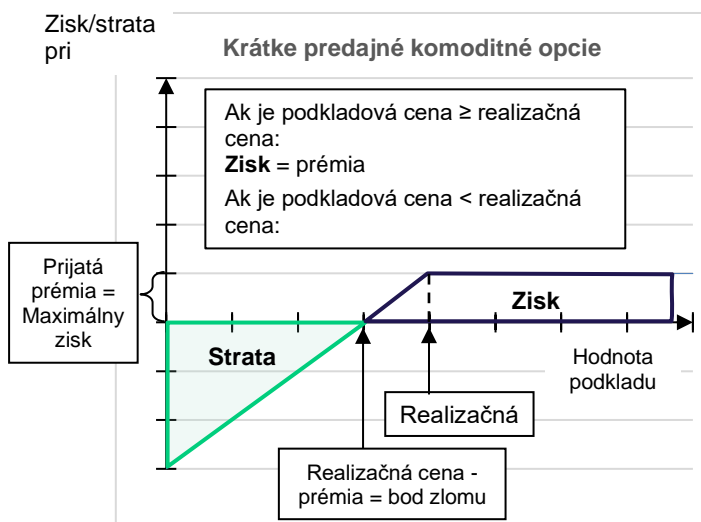 Zisk/strata
pri
Krátke predajné komoditné opcie
Ak je podkladová cena ≥ realizačná
cena:
Zisk = prémia
Ak je podkladová cena < realizačná
cena:
Prijatá
prémia =
Maximálny
zisk
Zisk
Strata
Hodnota
podkladu
Realizačná
Realizačná cena -
prémia = bod zlomu